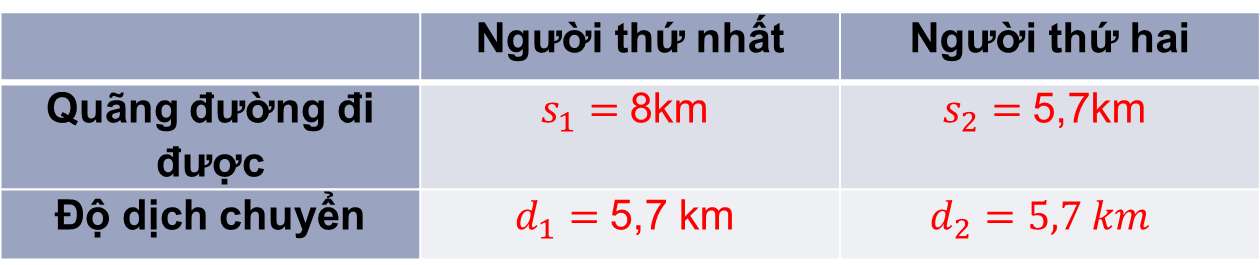 Người thứ nhất Người thứ hai
Quãng đường đi
được
s₁ = 8km s₂ = 5,7km
Độ dịch chuyển d₁ = 5,7 km d₂ = 5,7 km